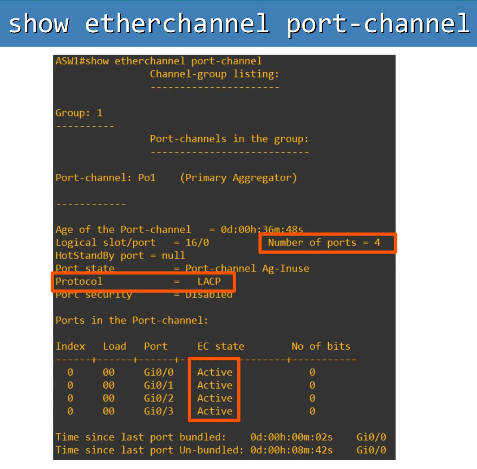 show etherchannel port-channel
ASW1#show etherchannel port-channel
Channel-group listing:
----------------------
Group: 1
----------
Port-channels in the group:
---------------------------
Port-channel: Po1    (Primary Aggregator)
------------
Age of the Port-channel   = 0d:00h:36m:48s
Logical slot/port   = 16/0          Number of ports = 4
HotStandBy port = null
Port state          = Port-channel Ag-Inuse
Protocol            =   LACP
Port security       = Disabled
Ports in the Port-channel:
Index   Load   Port     EC state        No of bits
------+------+------+------------------+-----------
0     00     Gi0/0    Active             0
0     00     Gi0/1    Active             0
0     00     Gi0/2    Active             0
0     00     Gi0/3    Active             0
Time since last port bundled:    0d:00h:00m:02s    Gi0/0
Time since last port Un-bundled: 0d:00h:08m:42s    Gi0/0